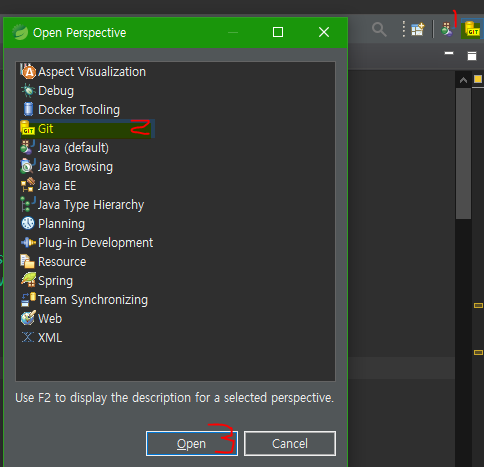 Open Perspective
1
Aspect Visualization
Debug
Docker Tooling
GIT Git 2
Java (default)
Java Browsing
Java EE
Java Type Hierarchy
Planning
Plug-in Development
Resource
Spring
Team Synchronizing
Web
XML
Use F2 to display the description for a selected perspective.
3
Open Cancel
GIT